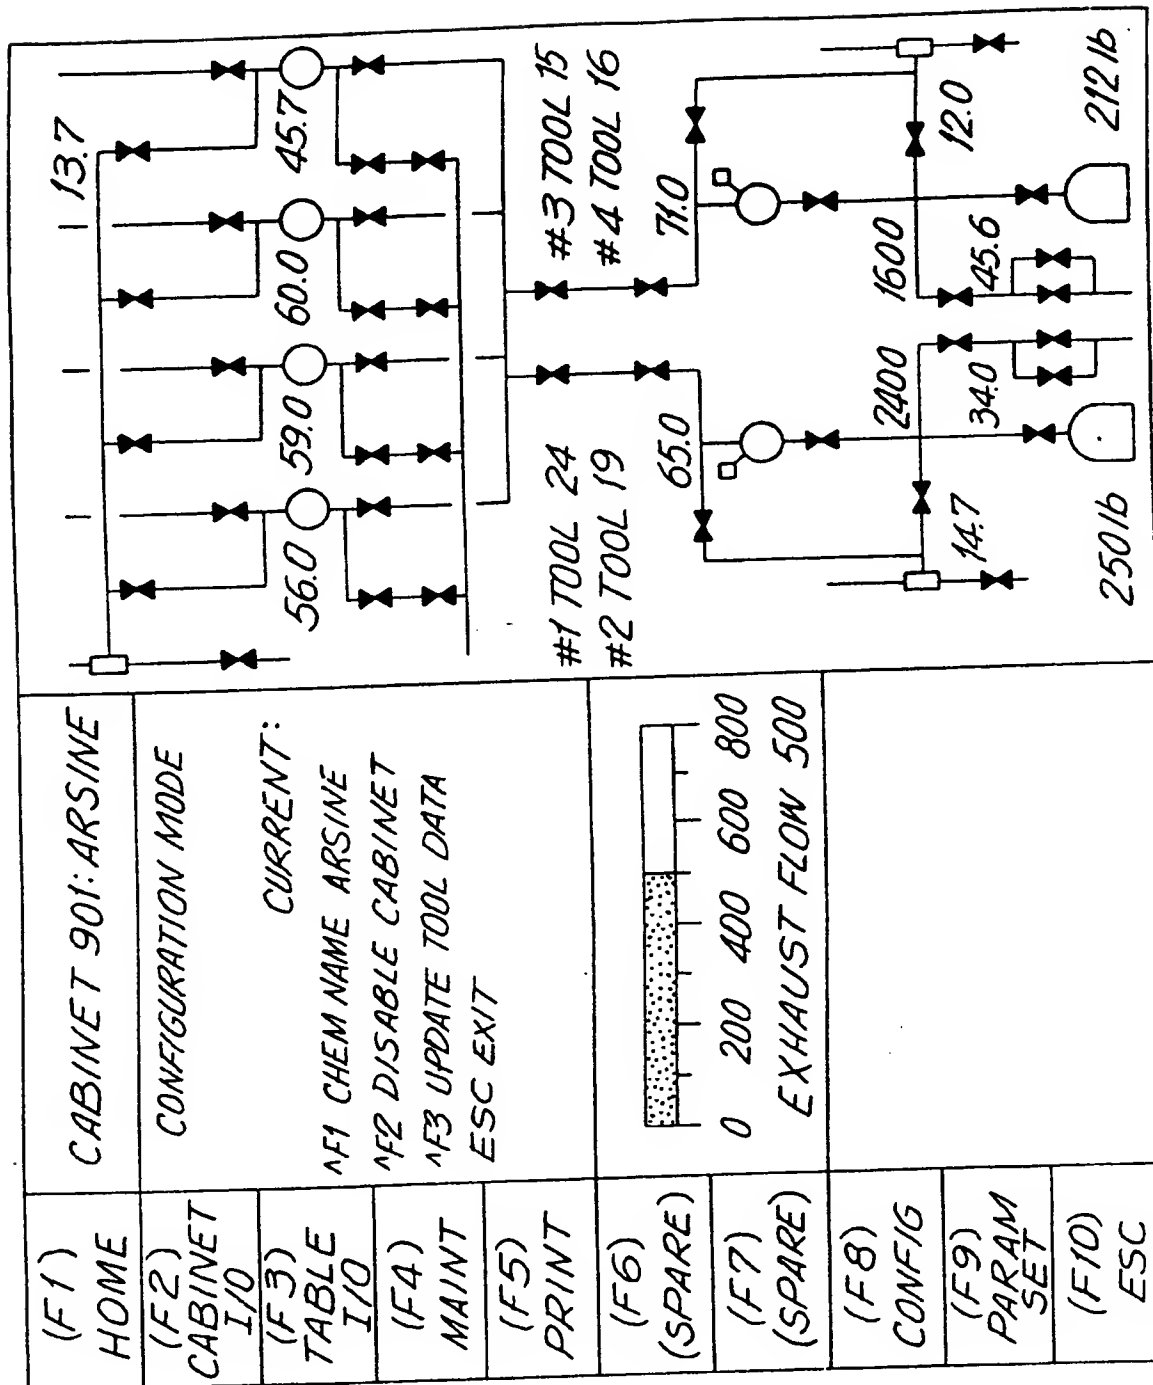 (F1)
HOME
(F2)
CABINET
I/O
(F3)
TABLE
I/O
(F4)
MAINT
(F5)
PRINT
(F6)
(SPARE)
(F7)
(SPARE)
(F8)
CONFIG
(F9)
PARAM
SET
(F10)
ESC
CABINET 901: ARSINE
CONFIGURATION MODE
CURRENT:
^F1 CHEM NAME ARSINE
^F2 DISABLE CABINET
^F3 UPDATE TOOL DATA
ESC EXIT
0 200 400 600 800
EXHAUST FLOW 500
13.7
56.0 59.0 60.0 45.7
#1 TOOL 24
#2 TOOL 19
#3 TOOL 15
#4 TOOL 16
65.0 71.0
2400 1600
14.7 34.0 45.6 12.0
250 lb 212 lb